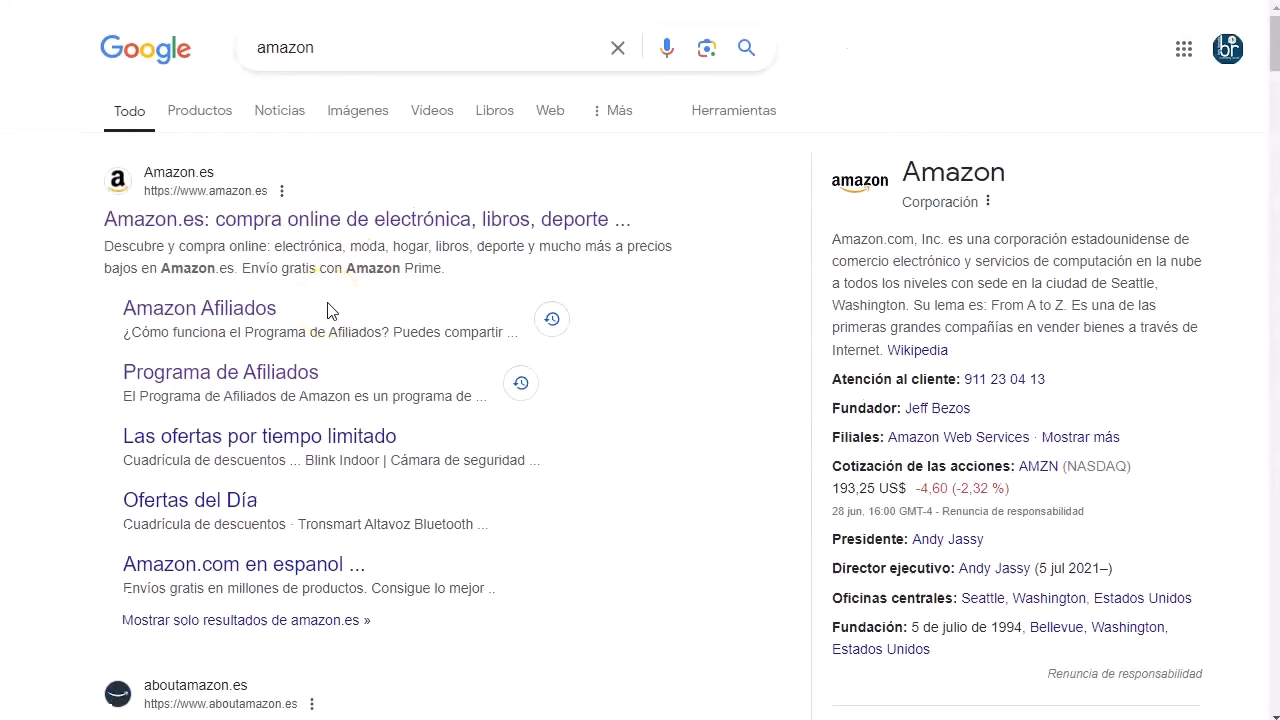 Google
amazon
Todo
Productos
Noticias
Imágenes
Vídeos
Libros
Web
Más
Herramientas
a
Amazon.es
https://www.amazon.es
Amazon.es: compra online de electrónica, libros, deporte ...
Descubre y compra online: electrónica, moda, hogar, libros, deporte y mucho más a precios
bajos en Amazon.es. Envío gratis con Amazon Prime.
Amazon Afiliados
¿Cómo funciona el Programa de Afiliados? Puedes compartir ...
Programa de Afiliados
El Programa de Afiliados de Amazon es un programa de ...
Las ofertas por tiempo limitado
Cuadrícula de descuentos ... Blink Indoor | Cámara de seguridad ...
Ofertas del Día
Cuadrícula de descuentos · Tronsmart Altavoz Bluetooth ...
Amazon.com en espanol ...
Envíos gratis en millones de productos. Consigue lo mejor ..
Mostrar solo resultados de amazon.es »
aboutamazon.es
https://www.aboutamazon.es
br
amazon
Amazon
Corporación
Amazon.com, Inc. es una corporación estadounidense de
comercio electrónico y servicios de computación en la nube
a todos los niveles con sede en la ciudad de Seattle,
Washington. Su lema es: From A to Z. Es una de las
primeras grandes compañías en vender bienes a través de
Internet. Wikipedia
Atención al cliente: 911 23 04 13
Fundador: Jeff Bezos
Filiales: Amazon Web Services · Mostrar más
Cotización de las acciones: AMZN (NASDAQ)
193,25 US$ -4,60 (-2,32 %)
28 jun, 16:00 GMT-4 - Renuncia de responsabilidad
Presidente: Andy Jassy
Director ejecutivo: Andy Jassy (5 jul 2021–)
Oficinas centrales: Seattle, Washington, Estados Unidos
Fundación: 5 de julio de 1994, Bellevue, Washington,
Estados Unidos
Renuncia de responsabilidad